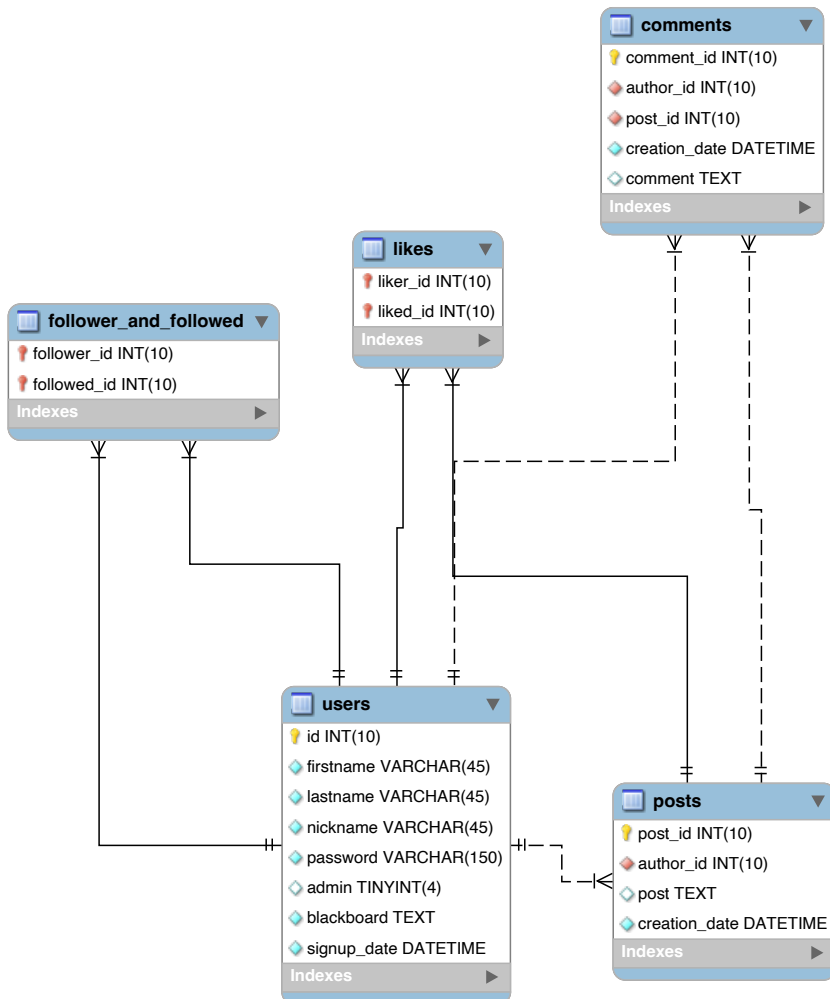 comments
comment_id INT(10)
author_id INT(10)
post_id INT(10)
creation_date DATETIME
comment TEXT
Indexes
likes
liker_id INT(10)
liked_id INT(10)
Indexes
follower_and_followed
follower_id INT(10)
followed_id INT(10)
Indexes
users
id INT(10)
firstname VARCHAR(45)
lastname VARCHAR(45)
nickname VARCHAR(45)
password VARCHAR(150)
admin TINYINT(4)
blackboard TEXT
signup_date DATETIME
Indexes
posts
post_id INT(10)
author_id INT(10)
post TEXT
creation_date DATETIME
Indexes